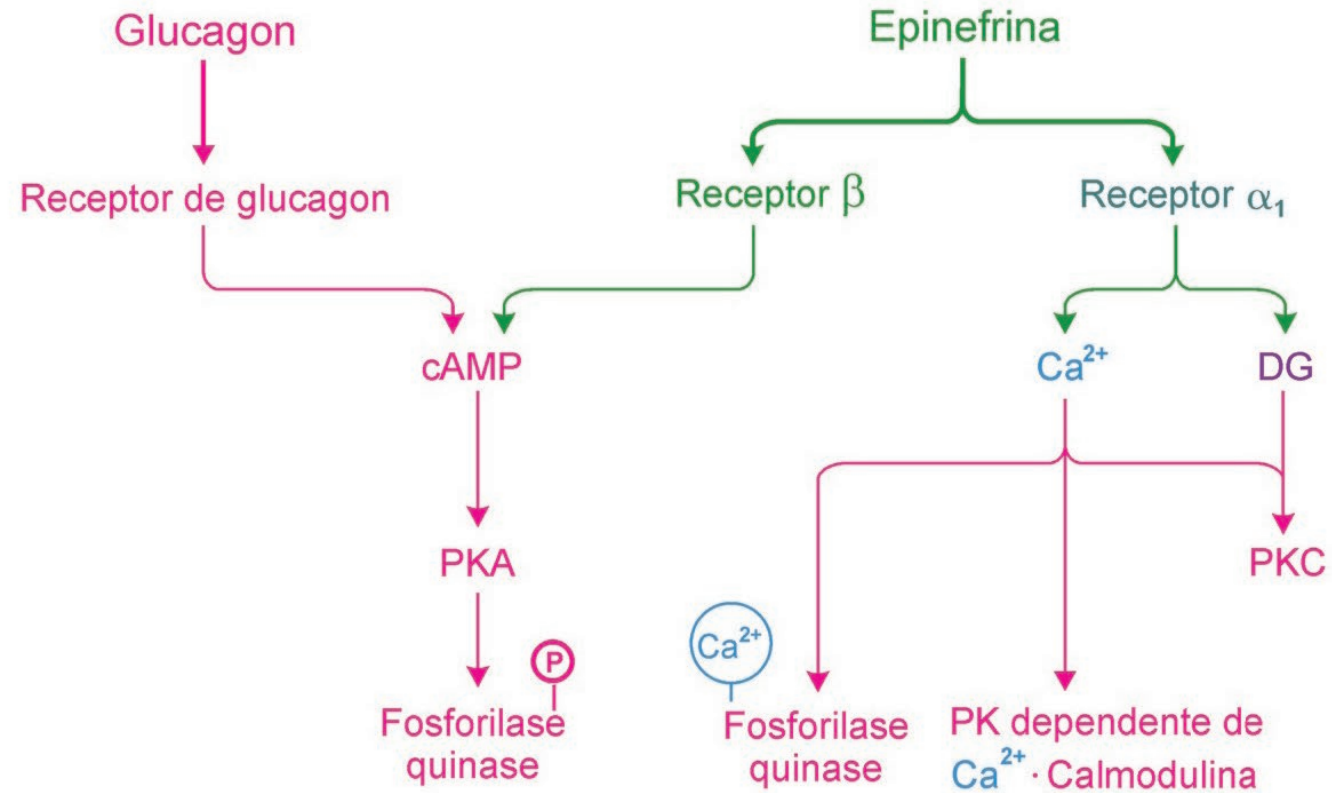 Glucagon
Epinefrina
Receptor de glucagon
Receptor β
Receptor α₁
cAMP
Ca²⁺
DG
PKA
PKC
P
Ca²⁺
Fosforilase
quinase
Fosforilase
quinase
PK dependente de
Ca²⁺ · Calmodulina